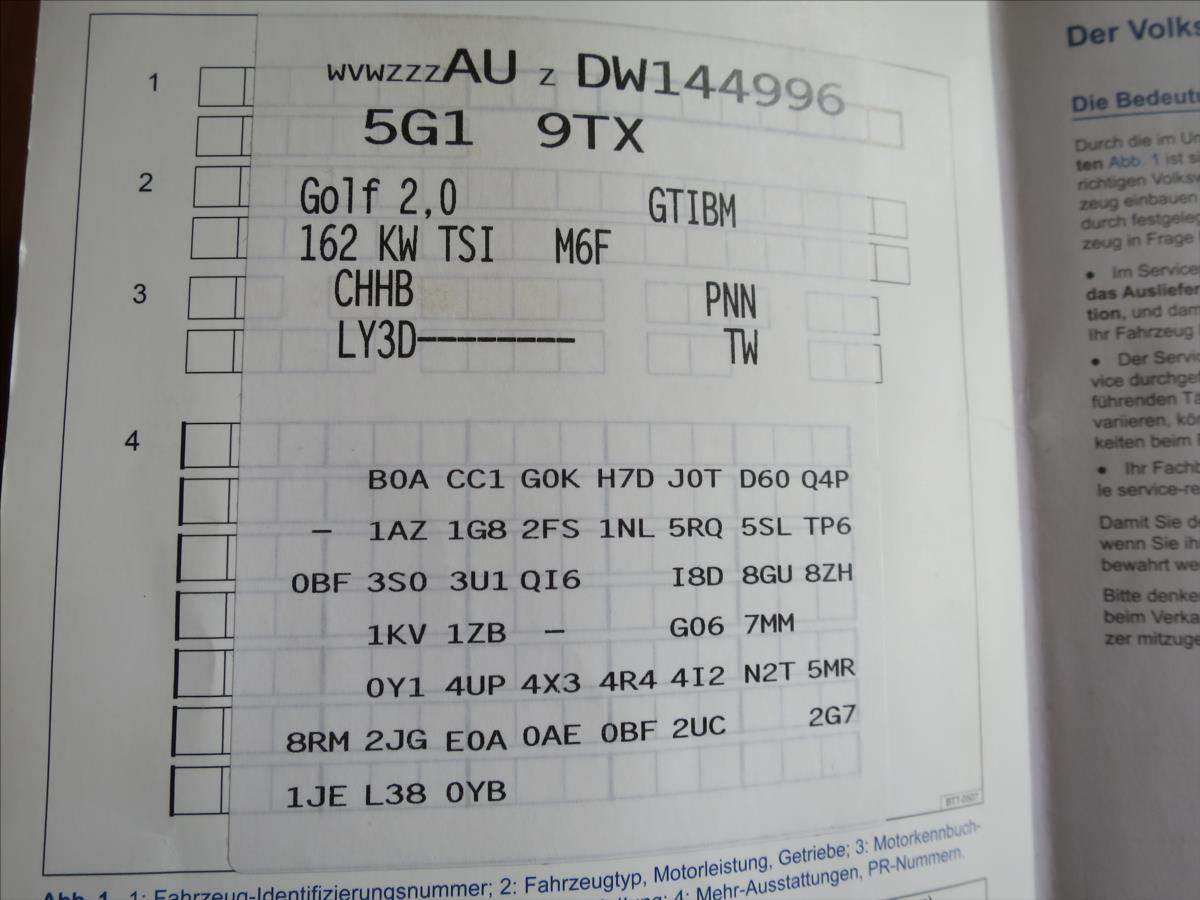 1
WVWZZZAU Z DW144996
5G1 9TX
2
Golf 2,0 GTIBM
162 KW TSI M6F
3
CHHB PNN
LY3D-------- TW
4
B0A CC1 G0K H7D J0T D60 Q4P
– 1AZ 1G8 2FS 1NL 5RQ 5SL TP6
0BF 3S0 3U1 QI6 I8D 8GU 8ZH
1KV 1ZB – G06 7MM
0Y1 4UP 4X3 4R4 4I2 N2T 5MR
8RM 2JG E0A 0AE 0BF 2UC 2G7
1JE L38 0YB
Abb. 1 1: Fahrzeug-Identifizierungsnummer; 2: Fahrzeugtyp, Motorleistung, Getriebe; 3: Motorkennbuch-
4: Mehr-Ausstattungen, PR-Nummern.
Der Volks
Die Bedeut
Durch die im Un
ten Abb. 1 ist s
richtigen Volksw
zeug einbauen
durch festgele
zeug in Frage
• Im Service
das Ausliefer
tion, und dam
Ihr Fahrzeug
• Der Servi
vice durchgef
führenden Tä
variieren, kö
keiten beim
• Ihr Fachb
le service-re
Damit Sie d
wenn Sie ih
bewahrt we
Bitte denke
beim Verka
zer mitzuge